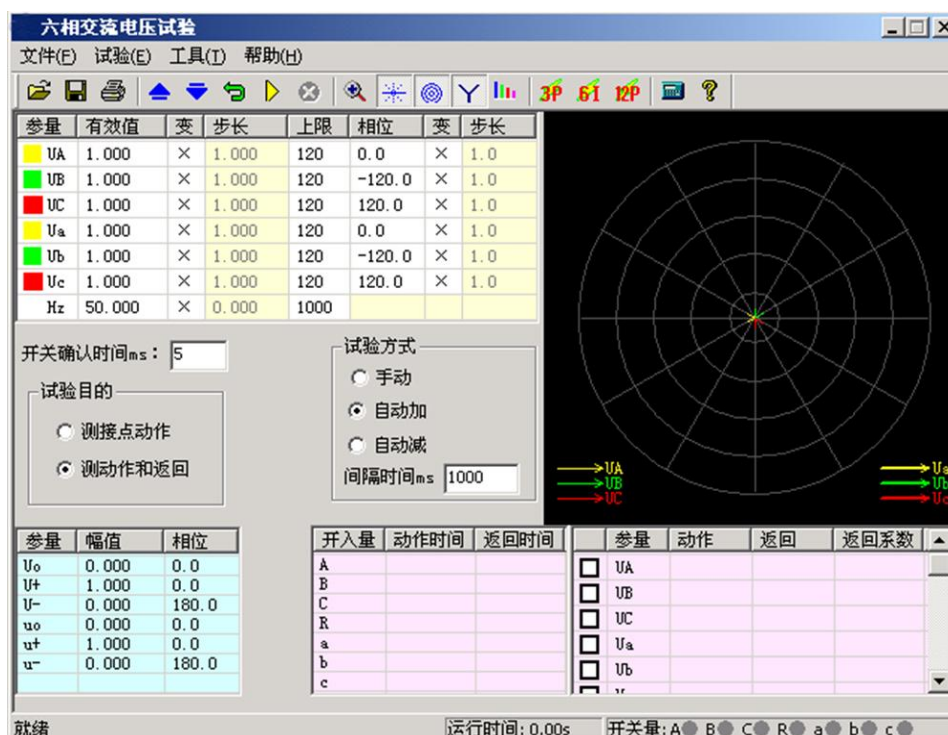 六相交流电压试验
文件(F) 试验(E) 工具(T) 帮助(H)
3P 6I 12P
参量 有效值 变 步长 上限 相位 变 步长
UA 1.000 × 1.000 120 0.0 × 1.0
UB 1.000 × 1.000 120 -120.0 × 1.0
UC 1.000 × 1.000 120 120.0 × 1.0
Ua 1.000 × 1.000 120 0.0 × 1.0
Ub 1.000 × 1.000 120 -120.0 × 1.0
Uc 1.000 × 1.000 120 120.0 × 1.0
Hz 50.000 × 0.000 1000
开关确认时间ms: 5
试验目的
测接点动作
测动作和返回
试验方式
手动
自动加
自动减
间隔时间ms 1000
UA
UB
UC
Ua
Ub
Uc
参量 幅值 相位
Uo 0.000 0.0
U+ 1.000 0.0
U- 0.000 180.0
uo 0.000 0.0
u+ 1.000 0.0
u- 0.000 180.0
开入量 动作时间 返回时间
A
B
C
R
a
b
c
参量 动作 返回 返回系数
UA
UB
UC
Ua
Ub
就绪 运行时间: 0.00s 开关量: A B C R a b c